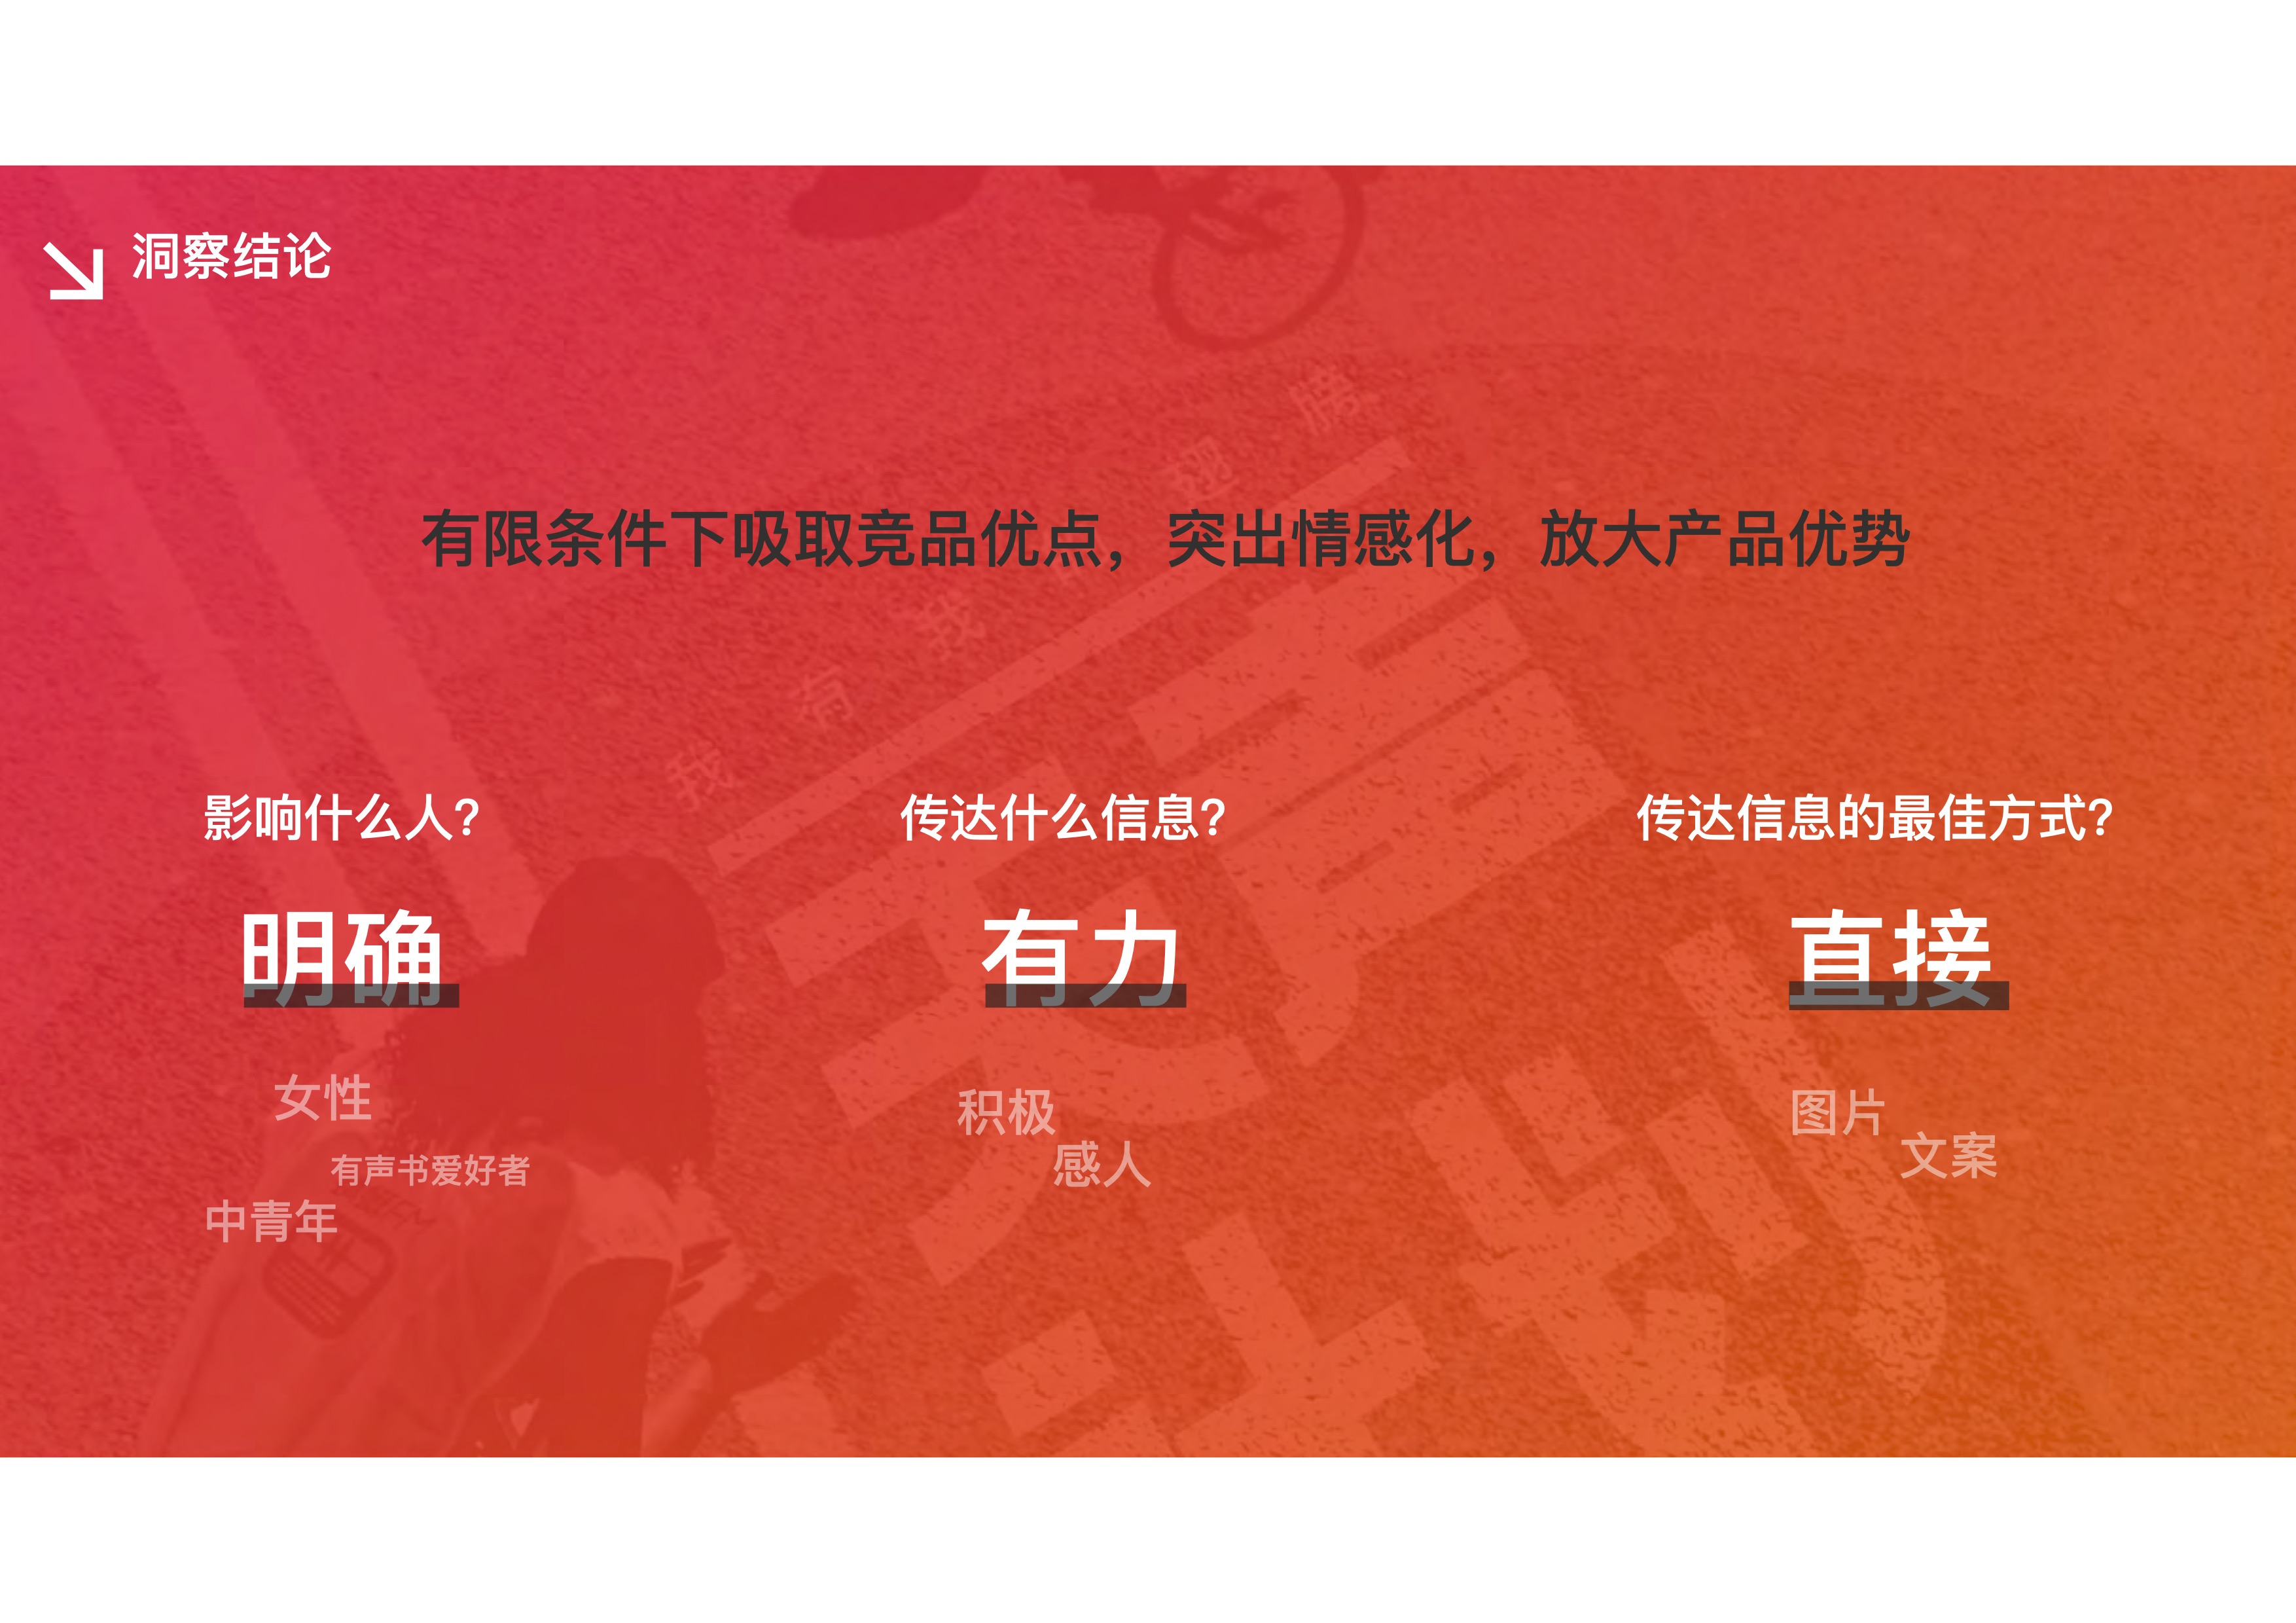 洞察结论
有限条件下吸取竞品优点，突出情感化，放大产品优势
影响什么人？
明确
女性
有声书爱好者
中青年
传达什么信息？
有力
积极
感人
传达信息的最佳方式？
直接
图片
文案
我有我